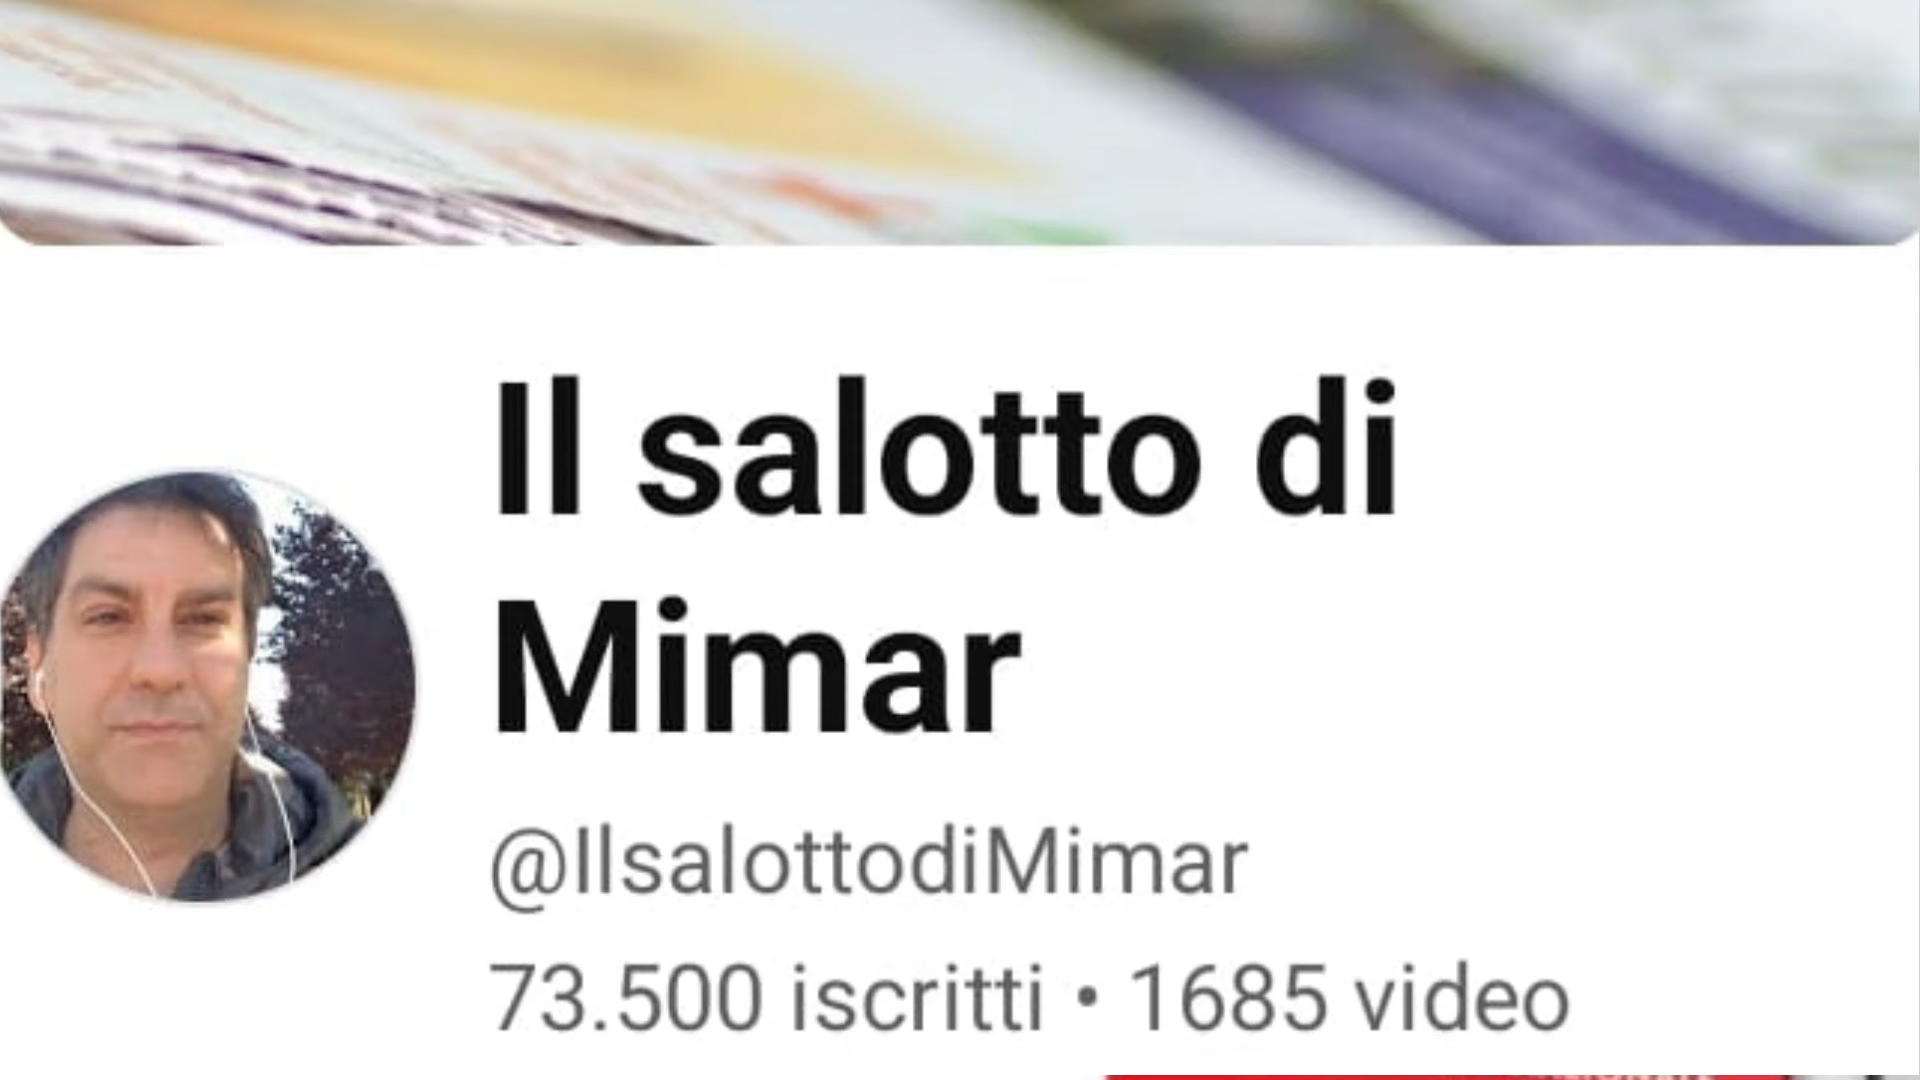 Il salotto di
Mimar
@IlsalottodiMimar
73.500 iscritti • 1685 video